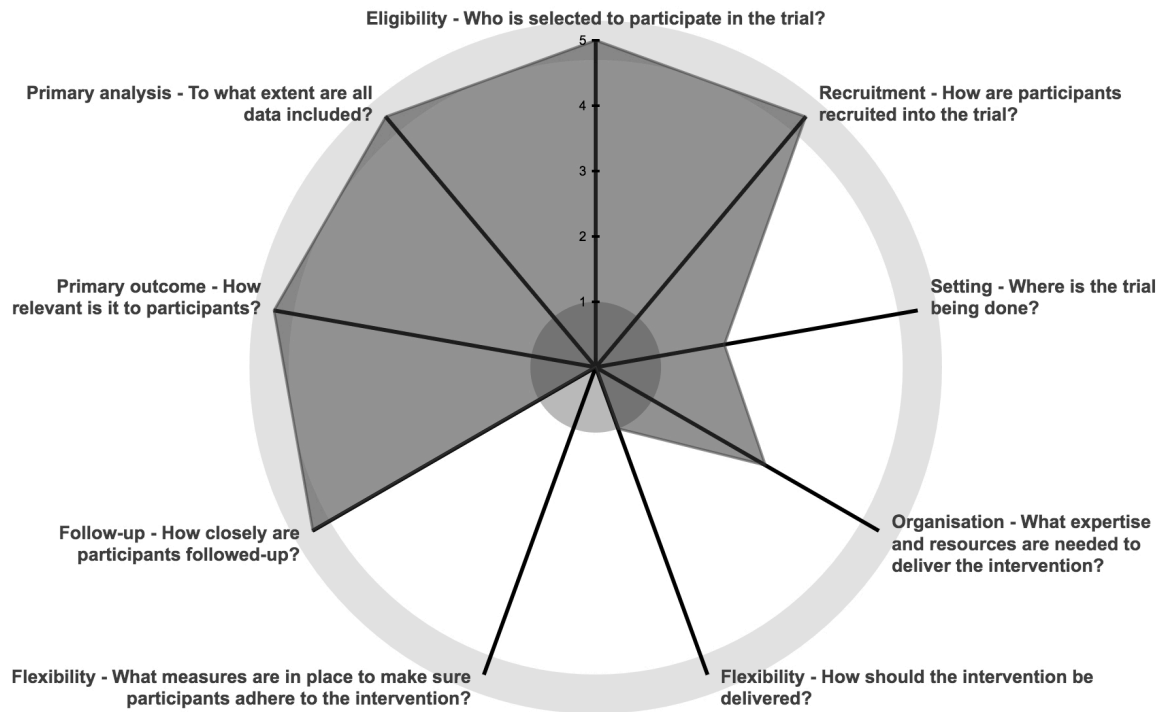 Eligibility - Who is selected to participate in the trial?
5
Primary analysis - To what extent are all
data included?
Recruitment - How are participants
recruited into the trial?
4
3
2
Primary outcome - How
relevant is it to participants?
Setting - Where is the trial
being done?
1
Follow-up - How closely are
participants followed-up?
Organisation - What expertise
and resources are needed to
deliver the intervention?
Flexibility - What measures are in place to make sure
participants adhere to the intervention?
Flexibility - How should the intervention be
delivered?